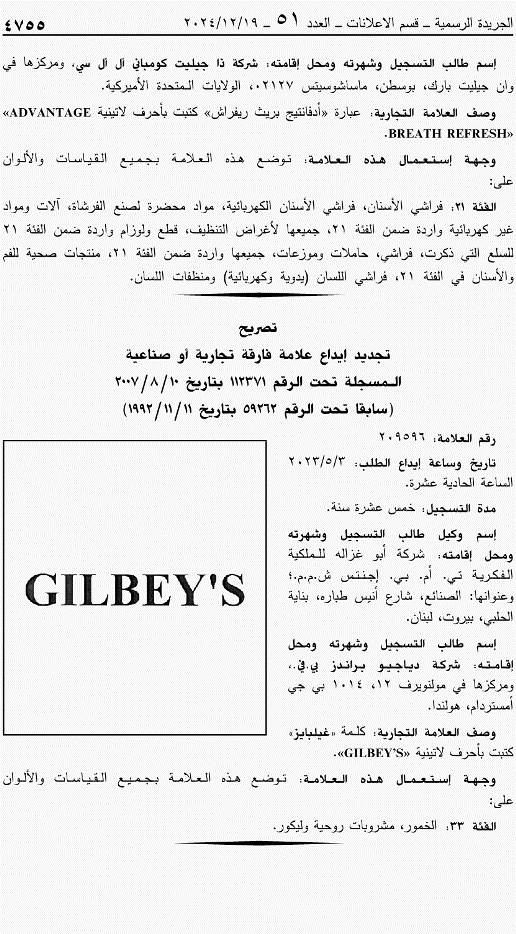 الجريدة الرسمية ــ قسم الاعلانات ــ العدد ٥١ ــ ٢٠٢٤/١٢/١٩
٤٧٥٥
إسم طالب التسجيل وشهرته ومحل إقامته: شركة ذا جيليت كومباني آل آل سي، ومركزها في
وان جيليت بارك، بوسطن، ماساشوسيتس ٠٢١٢٧، الولايات المتحدة الأميركية.
وصف العلامة التجارية: عبارة «أدفانتيج بريث ريفراش» كتبت بأحرف لاتينية «ADVANTAGE
BREATH REFRESH».
وجهة إستعمال هذه العلامة: توضع هذه العلامة بجميع القياسات والألوان
على:
الفئة ٢١: فراشي الأسنان، فراشي الأسنان الكهربائية، مواد محضرة لصنع الفرشاة، آلات ومواد
غير كهربائية واردة ضمن الفئة ٢١، جميعها لأغراض التنظيف، قطع ولوازم واردة ضمن الفئة ٢١
للسلع التي ذكرت، فراشي، حاملات وموزعات، جميعها واردة ضمن الفئة ٢١، منتجات صحية للفم
والأسنان في الفئة ٢١، فراشي اللسان (يدوية وكهربائية) ومنظفات اللسان.
تصريح
تجديد إيداع علامة فارقة تجارية أو صناعية
المسجلة تحت الرقم ١١٢٣٧١ بتاريخ ٢٠٠٧/٨/١٠
(سابقا تحت الرقم ٥٩٢٦٢ بتاريخ ١٩٩٢/١١/١١)
رقم العلامة: ٢٠٩٥٩٦
تاريخ وساعة إيداع الطلب: ٢٠٢٣/٥/٣
الساعة الحادية عشرة.
مدة التسجيل: خمس عشرة سنة.
إسم وكيل طالب التسجيل وشهرته
ومحل إقامته: شركة أبو غزاله للملكية
الفكرية تي. أم. بي. إجنتس ش.م.م.؛
وعنوانها: الصنائع، شارع أنيس طباره، بناية
الحلبي، بيروت، لبنان.
إسم طالب التسجيل وشهرته ومحل
إقامته: شركة دياجيو براندز بي.في.،
ومركزها في مولنويرف ١٢، ١٠١٤ بي جي
أمستردام، هولندا.
وصف العلامة التجارية: كلمة «غيلبايز»
كتبت بأحرف لاتينية «GILBEY'S».
GILBEY'S
وجهة إستعمال هذه العلامة: توضع هذه العلامة بجميع القياسات والألوان
على:
الفئة ٣٣: الخمور، مشروبات روحية وليكور.